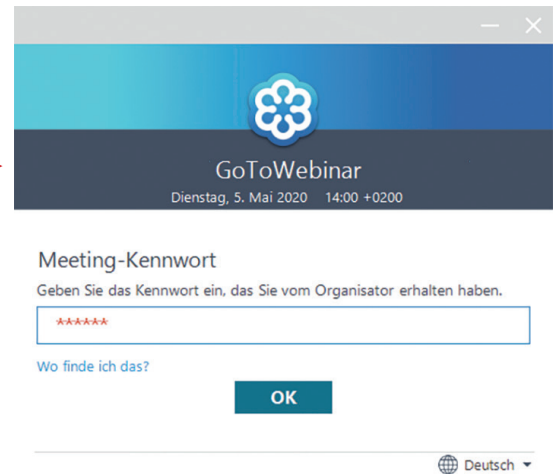 GoToWebinar
Dienstag, 5. Mai 2020 14:00 +0200
Meeting-Kennwort
Geben Sie das Kennwort ein, das Sie vom Organisator erhalten haben.
******
Wo finde ich das?
OK
Deutsch